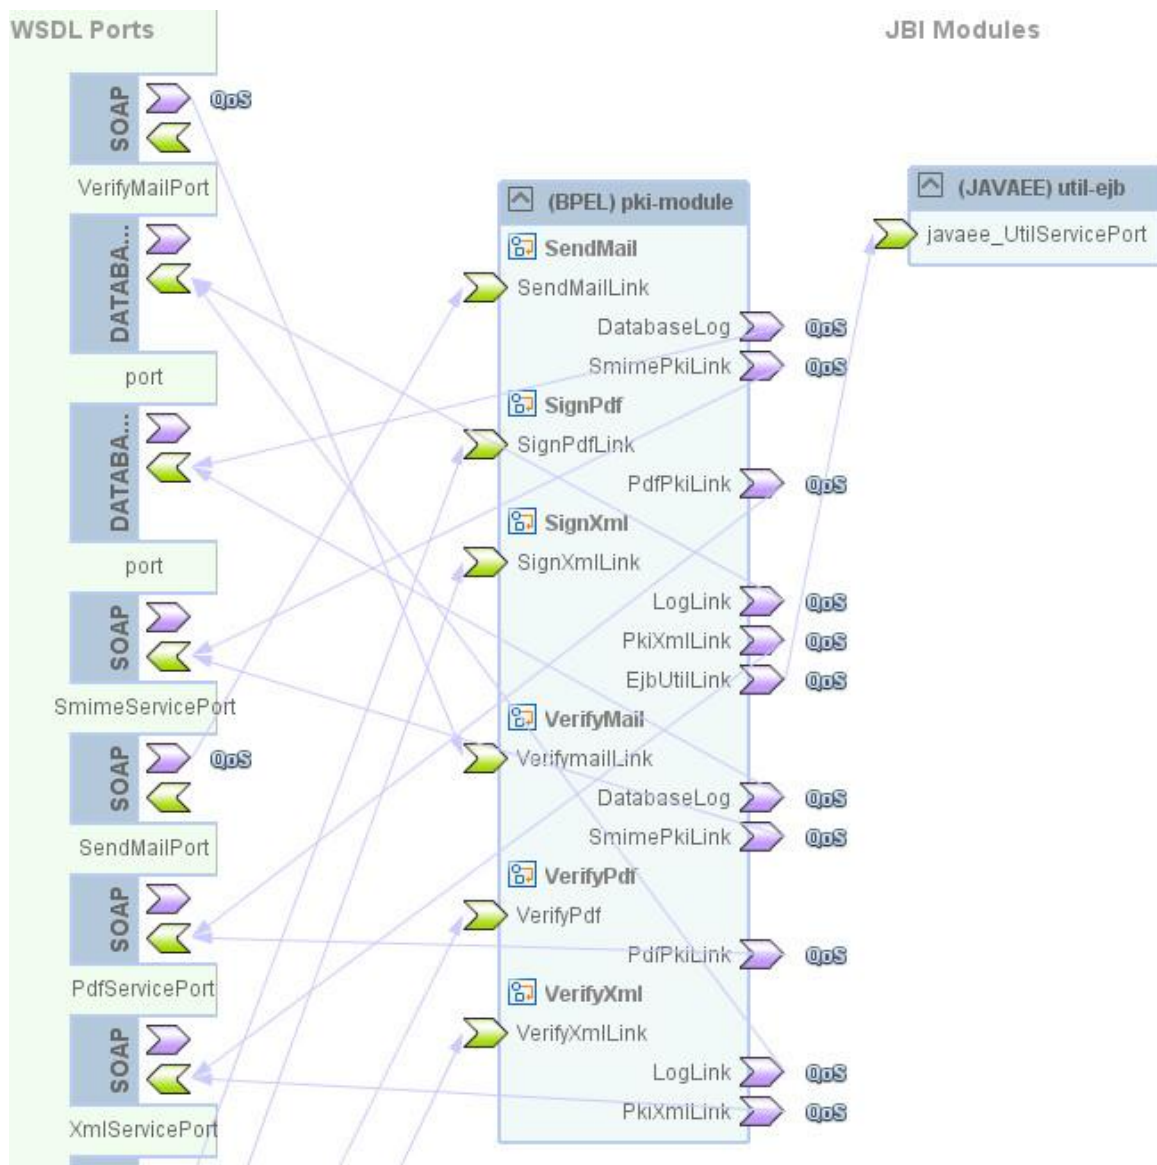 WSDL Ports
SOAP
QoS
VerifyMailPort
DATABA...
port
DATABA...
port
SOAP
SmimeServicePort
SOAP
QoS
SendMailPort
SOAP
PdfServicePort
SOAP
XmlServicePort
(BPEL) pki-module
SendMail
SendMailLink
DatabaseLog QoS
SmimePkiLink QoS
SignPdf
SignPdfLink
PdfPkiLink QoS
SignXml
SignXmlLink
LogLink QoS
PkiXmlLink QoS
EjbUtilLink QoS
VerifyMail
VerifymailLink
DatabaseLog QoS
SmimePkiLink QoS
VerifyPdf
VerifyPdf
PdfPkiLink QoS
VerifyXml
VerifyXmlLink
LogLink QoS
PkiXmlLink QoS
JBI Modules
(JAVAEE) util-ejb
javaee_UtilServicePort